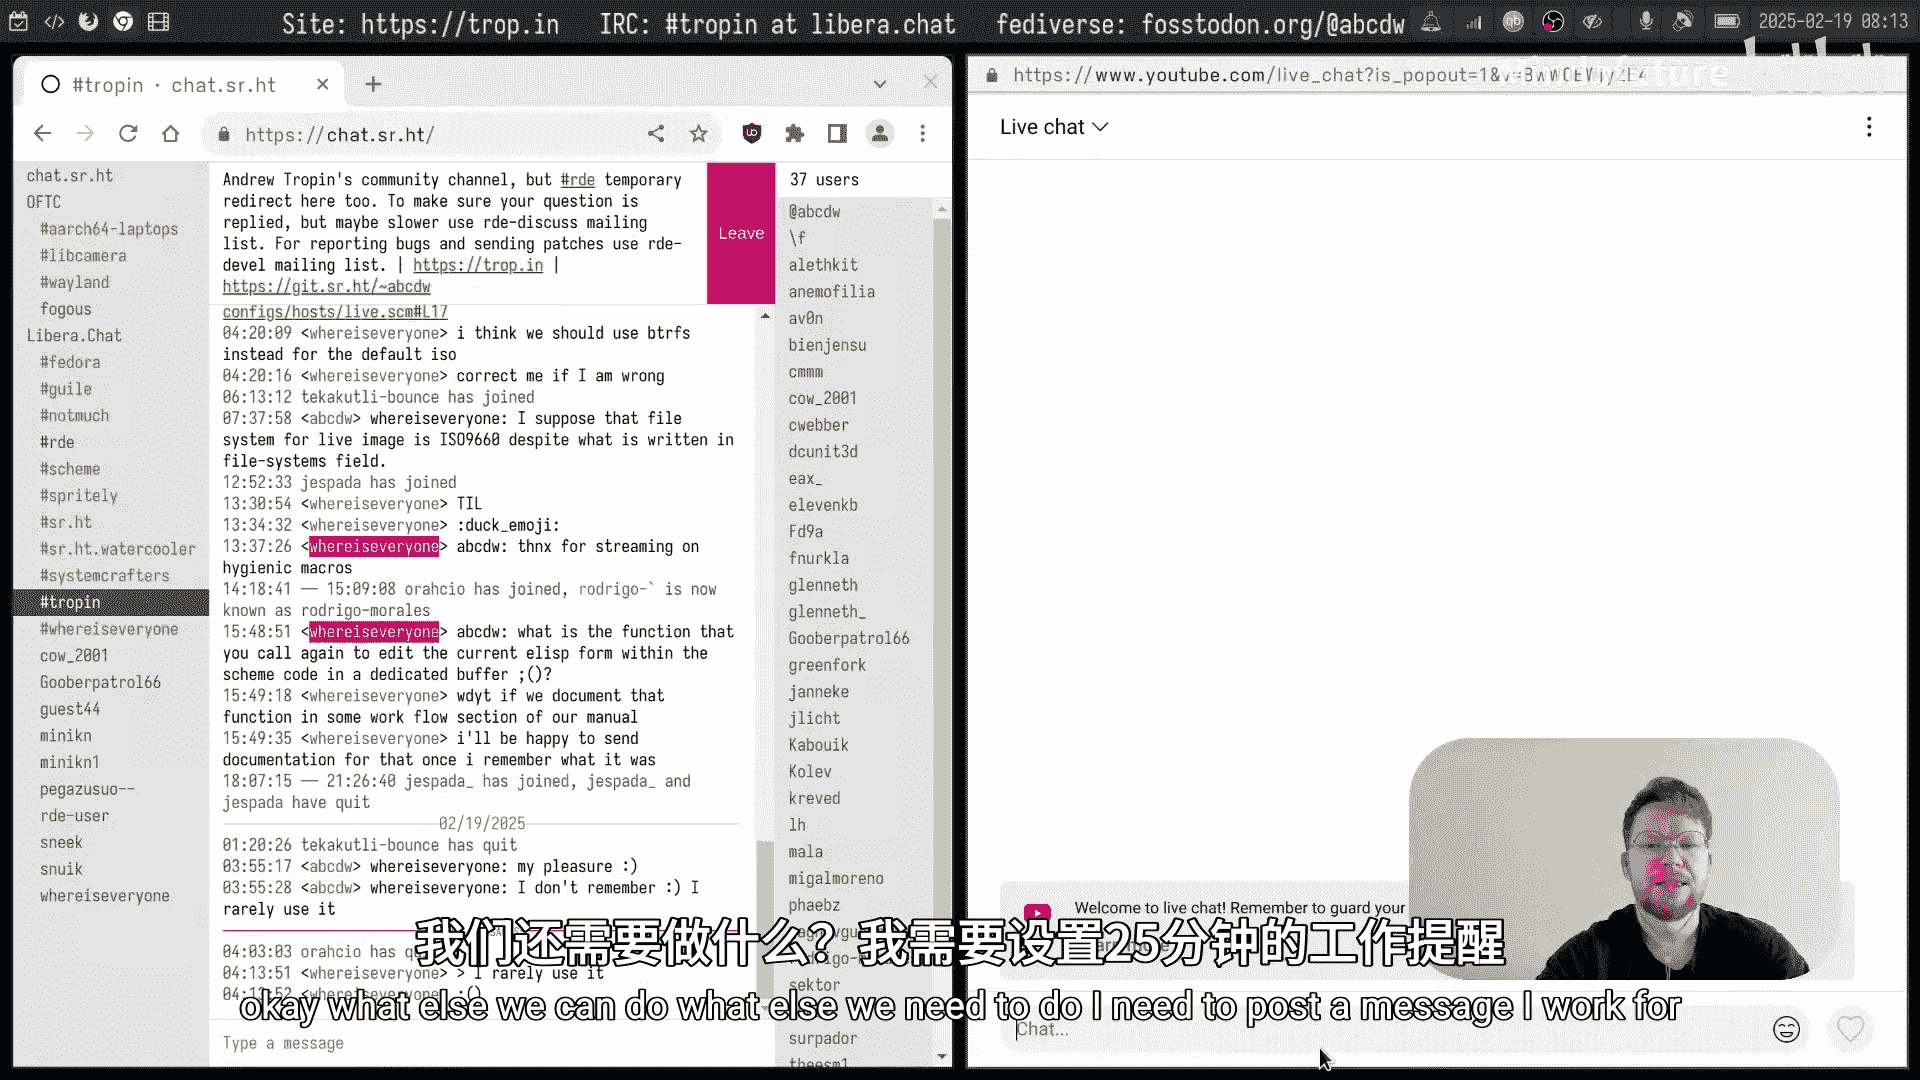 Site: https://trop.in   IRC: #tropin at libera.chat   fediverse: fosstodon.org/@abcdw
2025-02-19 08:13
#tropin · chat.sr.ht
https://chat.sr.ht/
chat.sr.ht
OFTC
#aarch64-laptops
#libcamera
#wayland
fogous
Libera.Chat
#fedora
#guile
#notmuch
#rde
#scheme
#spritely
#sr.ht
#sr.ht.watercooler
#systemcrafters
#tropin
#whereiseveryone
cow_2001
Gooberpatrol66
guest44
minikn
minikn1
pegazusuo--
rde-user
sneek
snuik
whereiseveryone
Andrew Tropin's community channel, but #rde temporary
redirect here too. To make sure your question is
replied, but maybe slower use rde-discuss mailing
list. For reporting bugs and sending patches use rde-
devel mailing list. | https://trop.in |
https://git.sr.ht/~abcdw
Leave
configs/hosts/live.scm#L17
04:20:09 <whereiseveryone> i think we should use btrfs
instead for the default iso
04:20:16 <whereiseveryone> correct me if I am wrong
06:13:12 tekakutli-bounce has joined
07:37:58 <abcdw> whereiseveryone: I suppose that file
system for live image is ISO9660 despite what is written in
file-systems field.
12:52:33 jespada has joined
13:30:54 <whereiseveryone> TIL
13:34:32 <whereiseveryone> :duck_emoji:
13:37:26 <whereiseveryone> abcdw: thnx for streaming on
hygienic macros
14:18:41 — 15:09:08 orahcio has joined, rodrigo-` is now
known as rodrigo-morales
15:48:51 <whereiseveryone> abcdw: what is the function that
you call again to edit the current elisp form within the
scheme code in a dedicated buffer ;()?
15:49:18 <whereiseveryone> wdyt if we document that
function in some work flow section of our manual
15:49:35 <whereiseveryone> i'll be happy to send
documentation for that once i remember what it was
18:07:15 — 21:26:40 jespada_ has joined, jespada_ and
jespada have quit
02/19/2025
01:20:26 tekakutli-bounce has quit
03:55:17 <abcdw> whereiseveryone: my pleasure :)
03:55:28 <abcdw> whereiseveryone: I don't remember :) I
rarely use it
04:03:03 orahcio has
04:13:51 <whereiseveryone> > I rarely use it
04:13:52 <whereiseveryone> ;()
Type a message
37 users
@abcdw
\f
alethkit
anemofilia
av0n
bienjensu
cmmm
cow_2001
cwebber
dcunit3d
eax_
elevenkb
Fd9a
fnurkla
glenneth
glenneth_
Gooberpatrol66
greenfork
janneke
jlicht
Kabouik
Kolev
kreved
lh
mala
migalmoreno
phaebz
sektor
surpador
theesm1
https://www.youtube.com/live_chat?is_popout=1&v=
Live chat
Welcome to live chat! Remember to guard your
Chat...
我们还需要做什么？我需要设置25分钟的工作提醒
okay what else we can do what else we need to do I need to post a message I work for